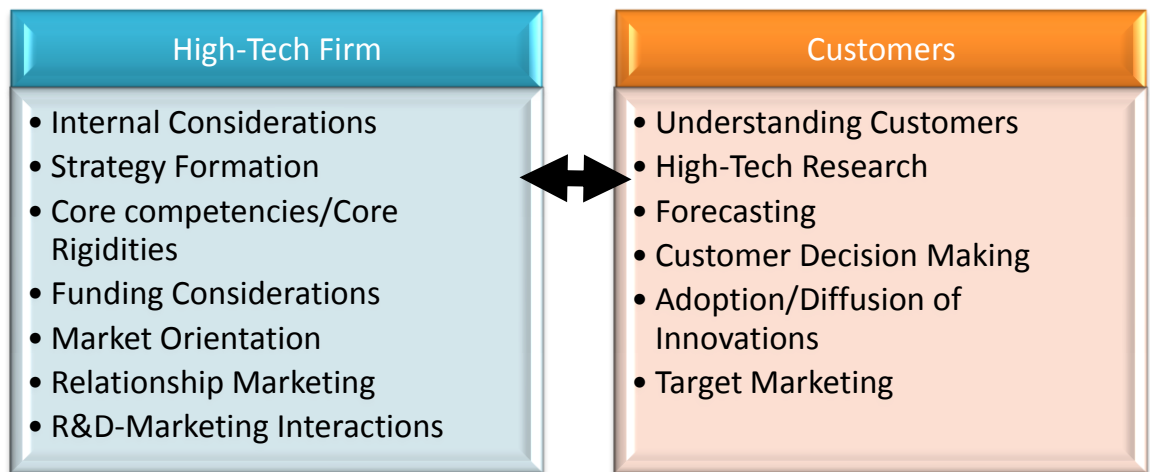 High-Tech Firm
• Internal Considerations
• Strategy Formation
• Core competencies/Core
Rigidities
• Funding Considerations
• Market Orientation
• Relationship Marketing
• R&D-Marketing Interactions
Customers
• Understanding Customers
• High-Tech Research
• Forecasting
• Customer Decision Making
• Adoption/Diffusion of
Innovations
• Target Marketing